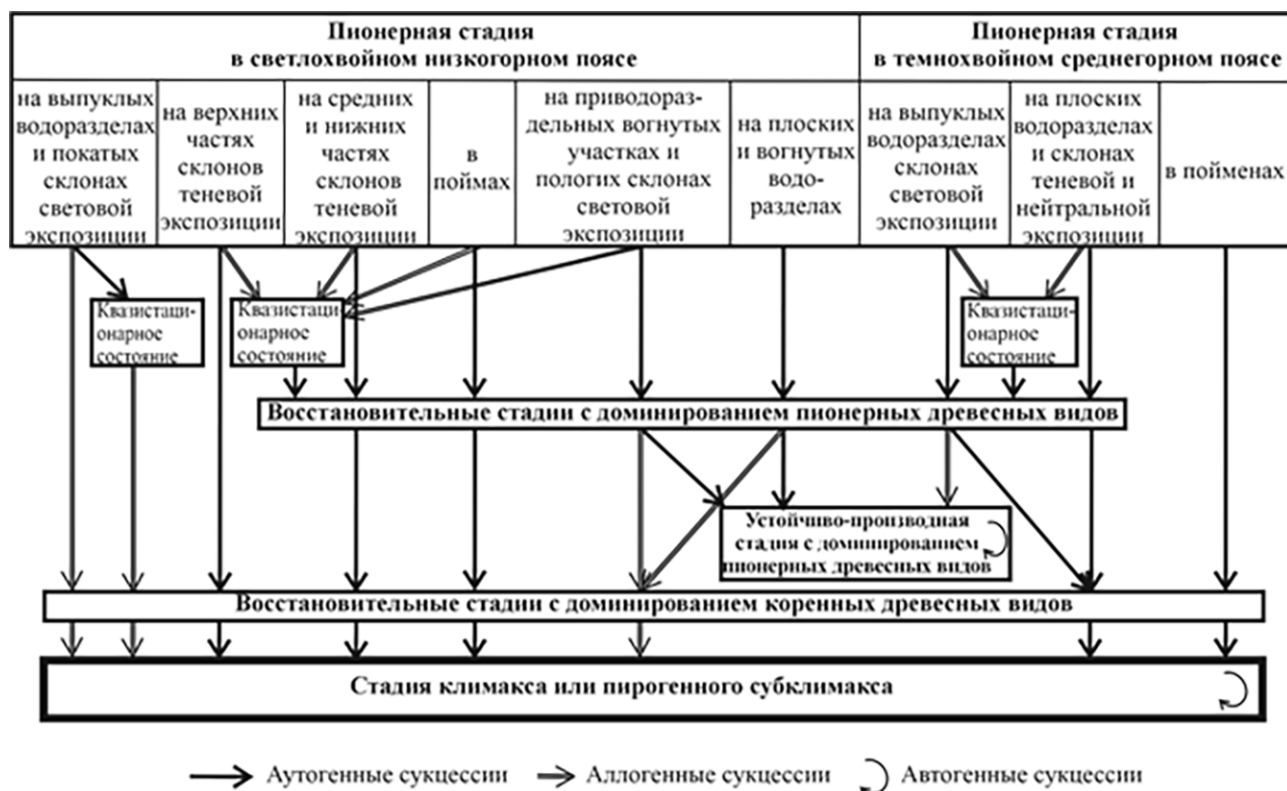 Пионерная стадия
в светлохвойном низкогорном поясе
Пионерная стадия
в темнохвойном среднегорном поясе
на выпуклых
водоразделах
и покатых
склонах
световой
экспозиции
на верхних
частях
склонов
теневой
экспозиции
на средних
и нижних
частях
склонов
теневой
экспозиции
в
поймах
на приводораз-
дельных вогнутых
участках и
пологих склонах
световой
экспозиции
на плоских
и вогнутых
водо-
разделах
на выпуклых
водоразделах
склонах
световой
экспозиции
на плоских
водоразделах
и склонах
теневой и
нейтральной
экспозиции
в пойменах
Квазистаци-
онарное
состояние
Квазистаци-
онарное
состояние
Квазистаци-
онарное
состояние
Восстановительные стадии с доминированием пионерных древесных видов
Устойчиво-производная
стадия с доминированием
пионерных древесных видов
Восстановительные стадии с доминированием коренных древесных видов
Стадия климакса или пирогенного субклимакса
Аутогенные сукцессии
Аллогенные сукцессии
Автогенные сукцессии